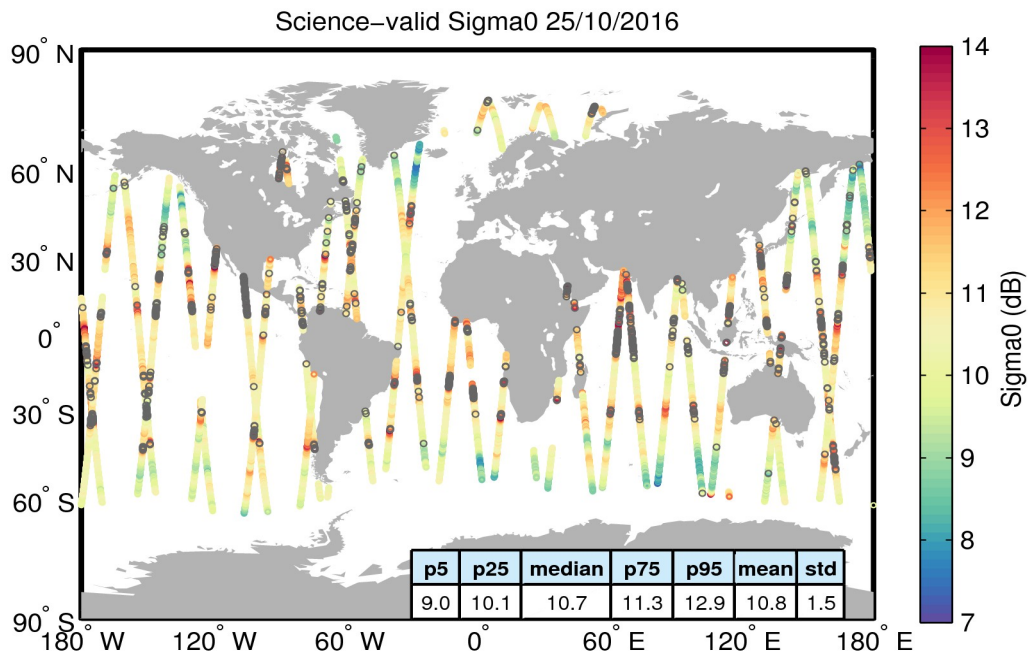 Science−valid Sigma0 25/10/2016
90° N
60° N
30° N
0°
30° S
60° S
90° S
180° W
120° W
60° W
0°
60° E
120° E
180° E
p5 p25 median p75 p95 mean std
9.0 10.1 10.7 11.3 12.9 10.8 1.5
14
13
12
11
10
9
8
7
Sigma0 (dB)